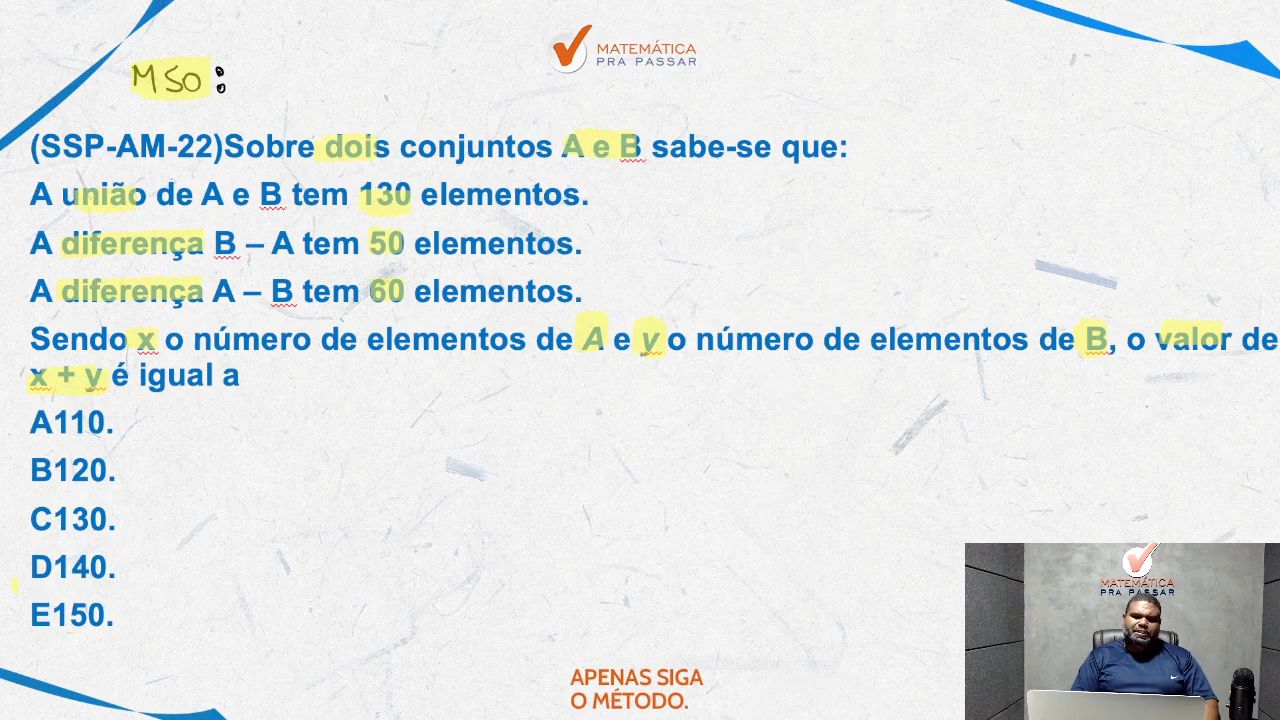 MATEMÁTICA
PRA PASSAR
MSO:
(SSP-AM-22)Sobre dois conjuntos A e B sabe-se que:
A união de A e B tem 130 elementos.
A diferença B – A tem 50 elementos.
A diferença A – B tem 60 elementos.
Sendo x o número de elementos de A e y o número de elementos de B, o valor de
x + y é igual a
A110.
B120.
C130.
D140.
E150.
MATEMÁTICA
PRA PASSAR
APENAS SIGA
O MÉTODO.